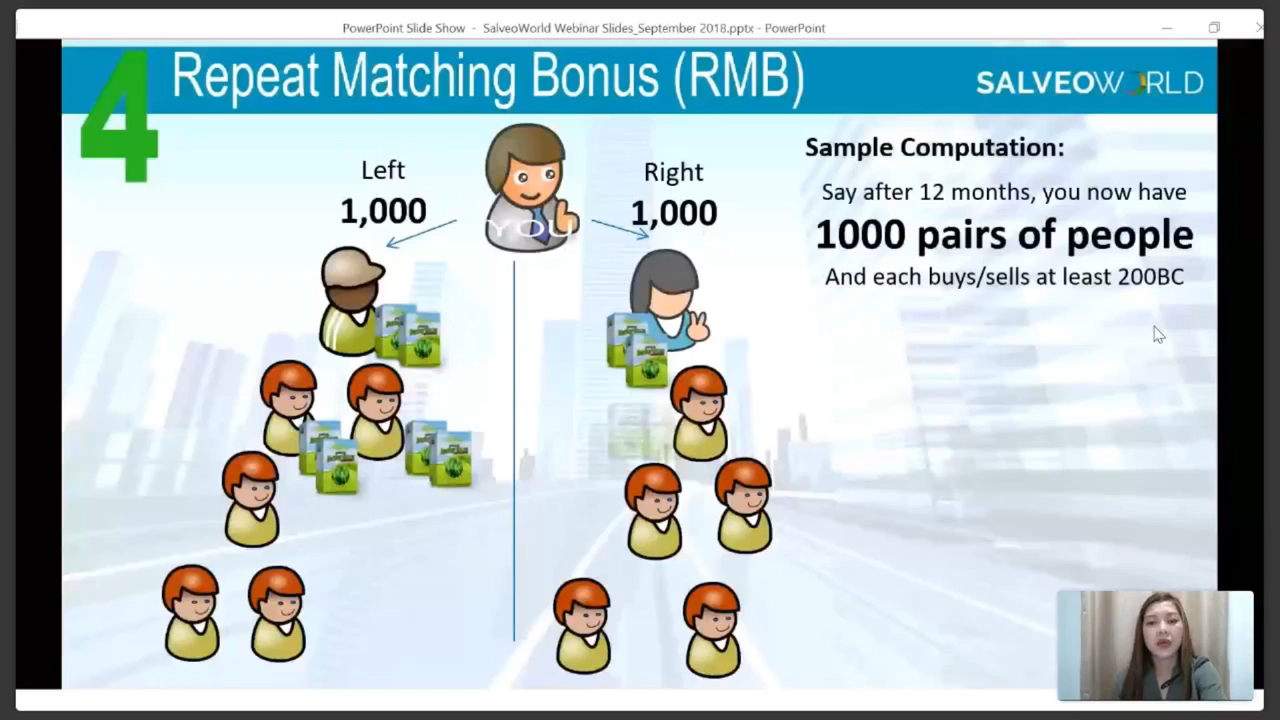 PowerPoint Slide Show - SalveoWorld Webinar Slides_September 2018.pptx - PowerPoint
4 Repeat Matching Bonus (RMB)
SALVEOWORLD
Left
1,000
YOU
Right
1,000
Sample Computation:
Say after 12 months, you now have
1000 pairs of people
And each buys/sells at least 200BC